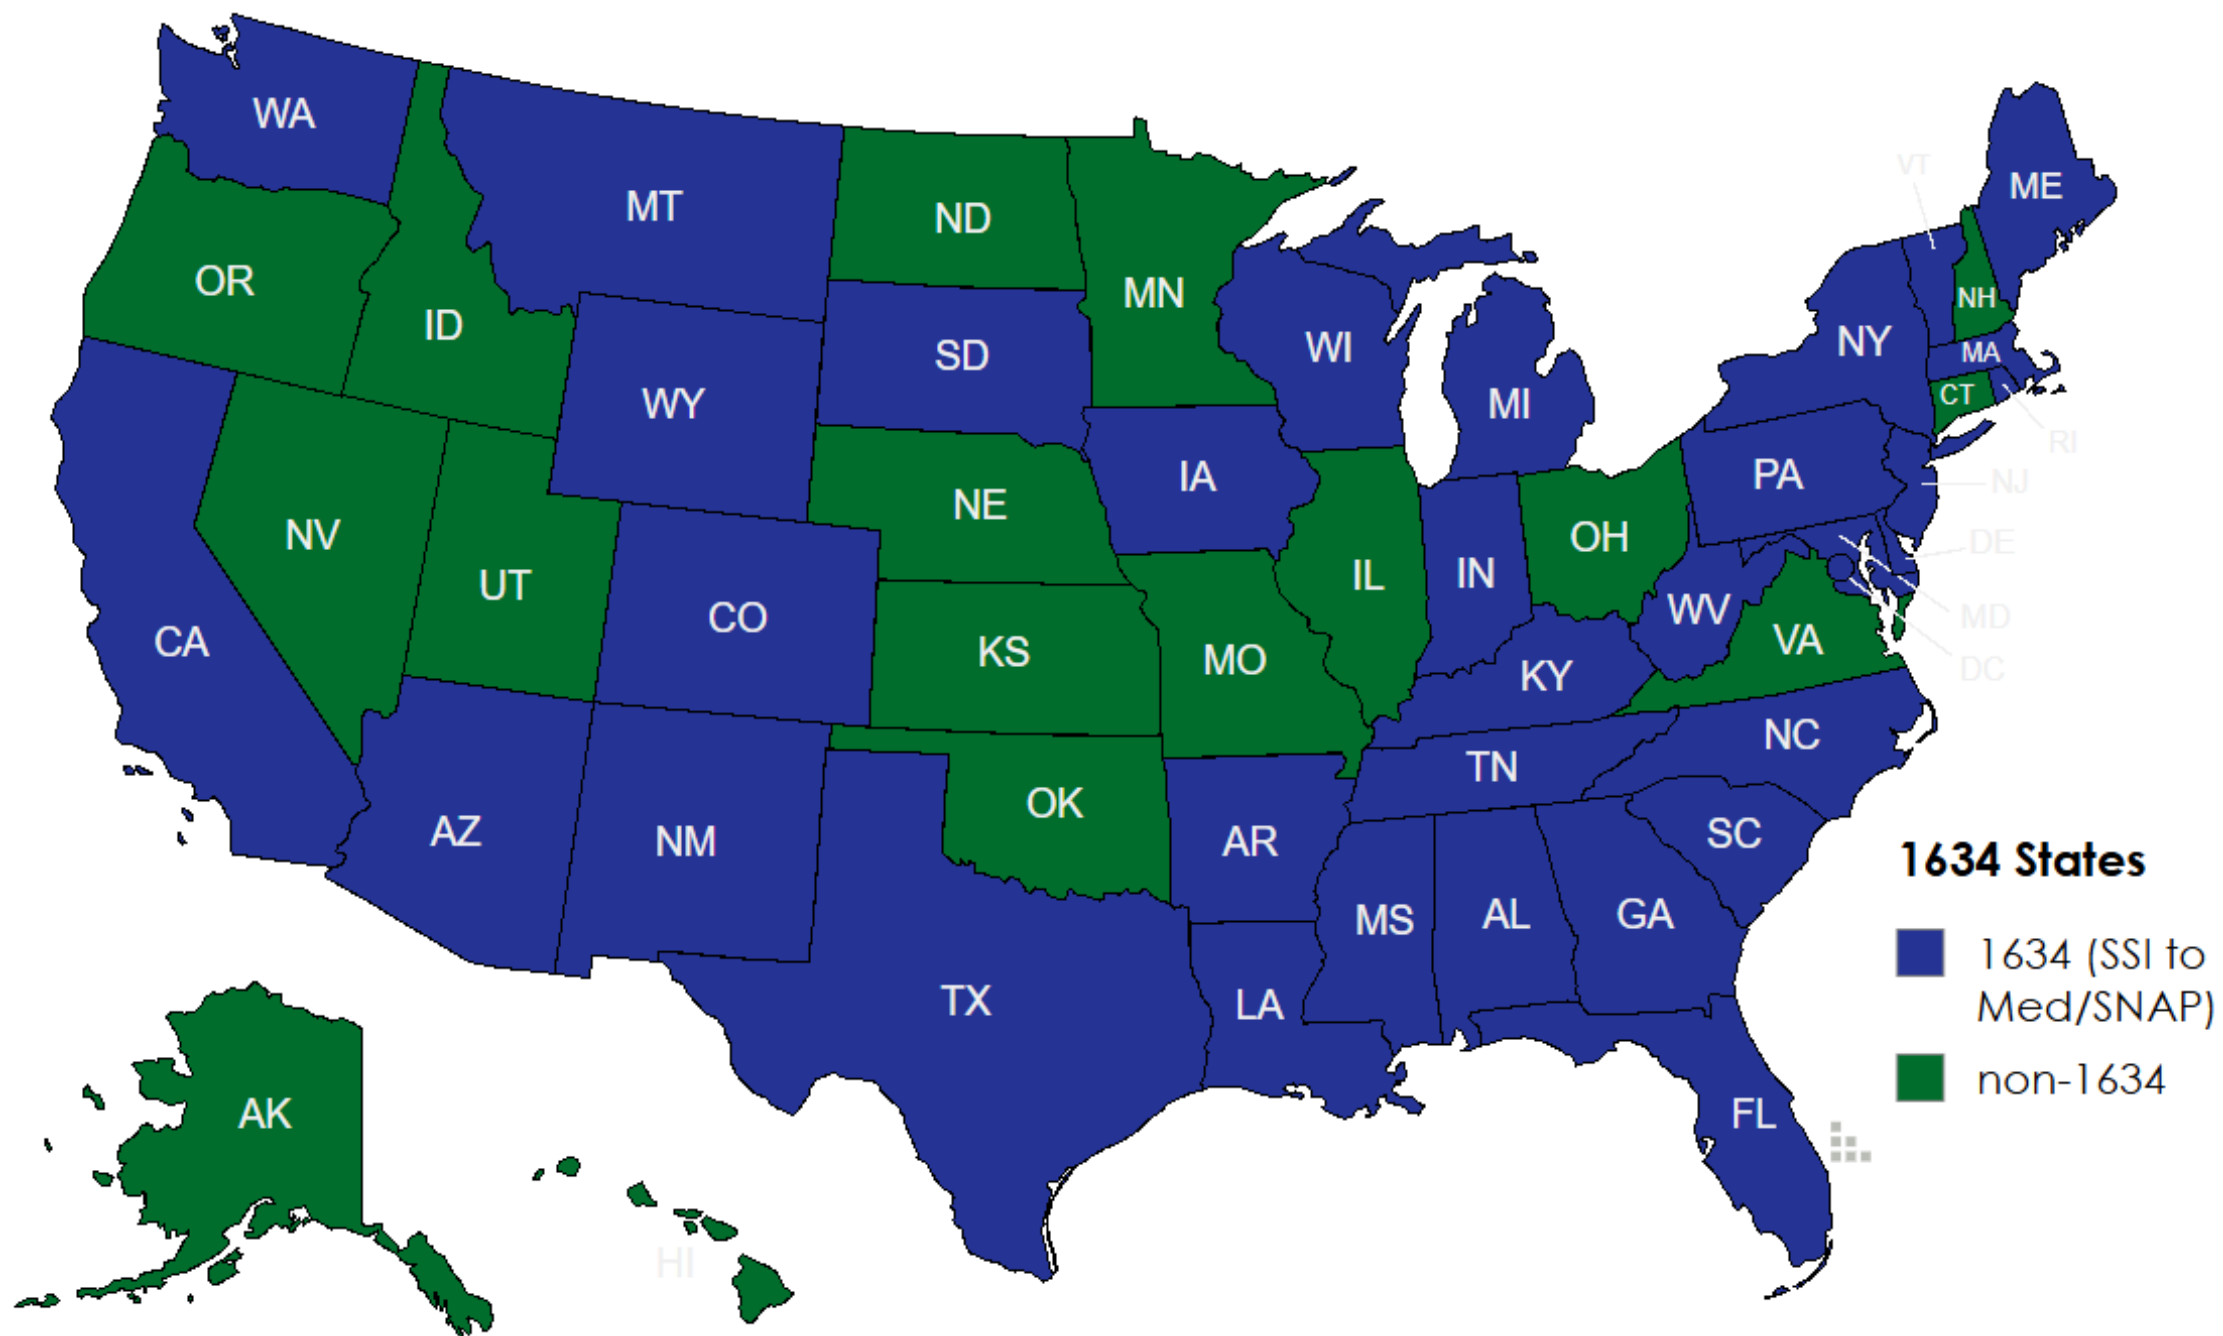 WA
MT
ND
MN
VT
ME
OR
ID
SD
WI
NH
NY
MA
WY
MI
CT
RI
IA
PA
NJ
NV
NE
OH
DE
UT
IL
IN
CO
WV
MD
CA
KS
MO
VA
KY
DC
NC
TN
AZ
NM
OK
AR
SC
1634 States
MS
AL
GA
1634 (SSI to
Med/SNAP)
TX
LA
non-1634
AK
FL
HI